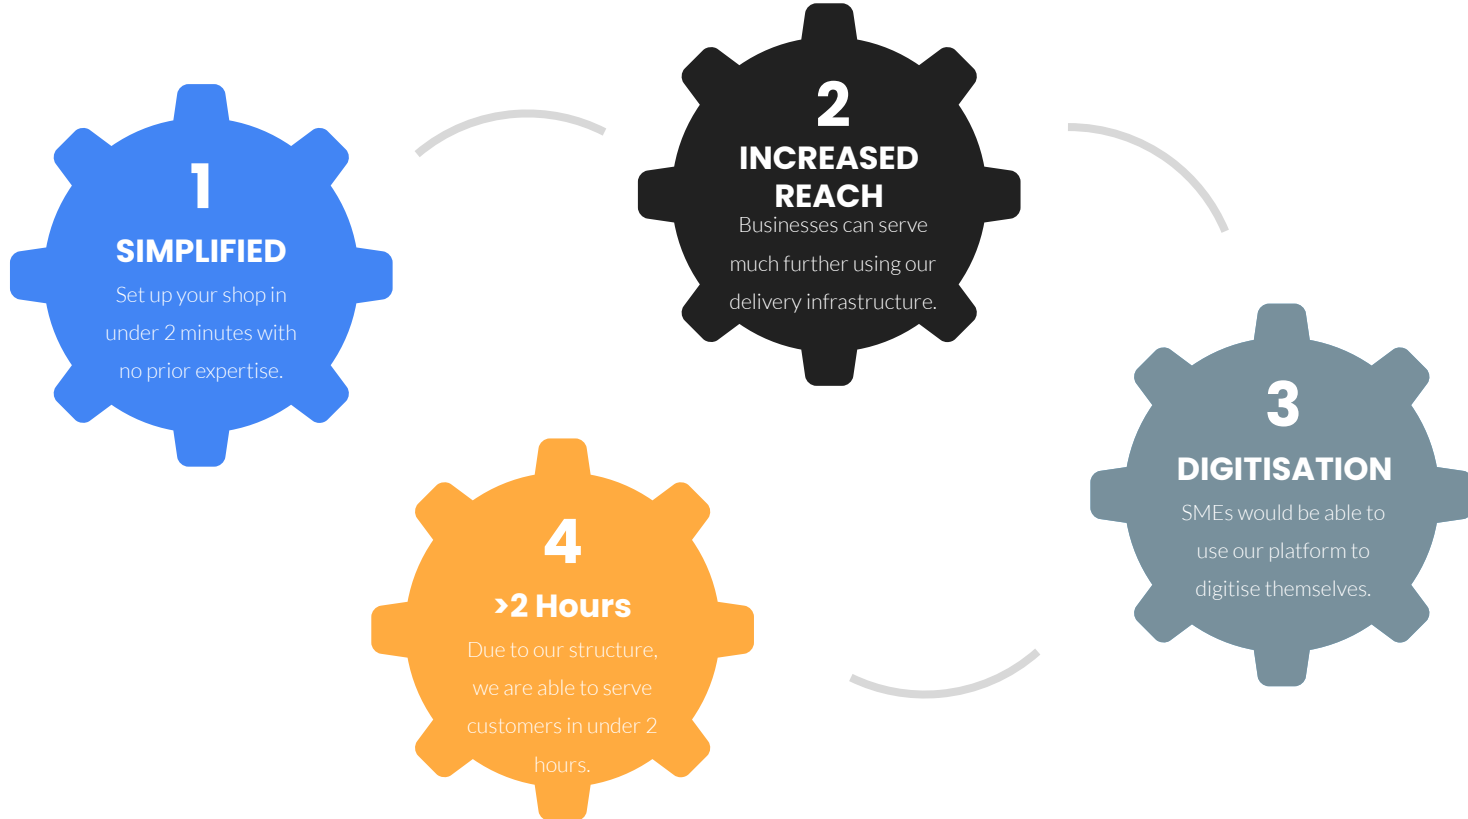 1
SIMPLIFIED
Set up your shop in
under 2 minutes with
no prior expertise.
2
INCREASED
REACH
Businesses can serve
much further using our
delivery infrastructure.
3
DIGITISATION
SMEs would be able to
use our platform to
digitise themselves.
4
>2 Hours
Due to our structure,
we are able to serve
customers in under 2
hours.